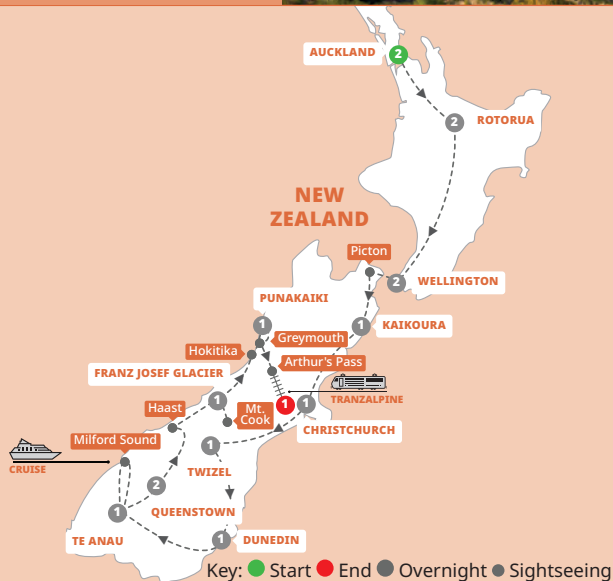 AUCKLAND
2
2
ROTORUA
NEW
ZEALAND
Picton
2
WELLINGTON
PUNAKAIKI
1
1
KAIKOURA
Greymouth
Hokitika
Arthur's Pass
FRANZ JOSEF GLACIER
TRANZALPINE
1
Mt.
Cook
1
1
Haast
CHRISTCHURCH
Milford Sound
1
CRUISE
TWIZEL
2
QUEENSTOWN
1
TE ANAU
1
DUNEDIN
Key: Start End Overnight Sightseeing